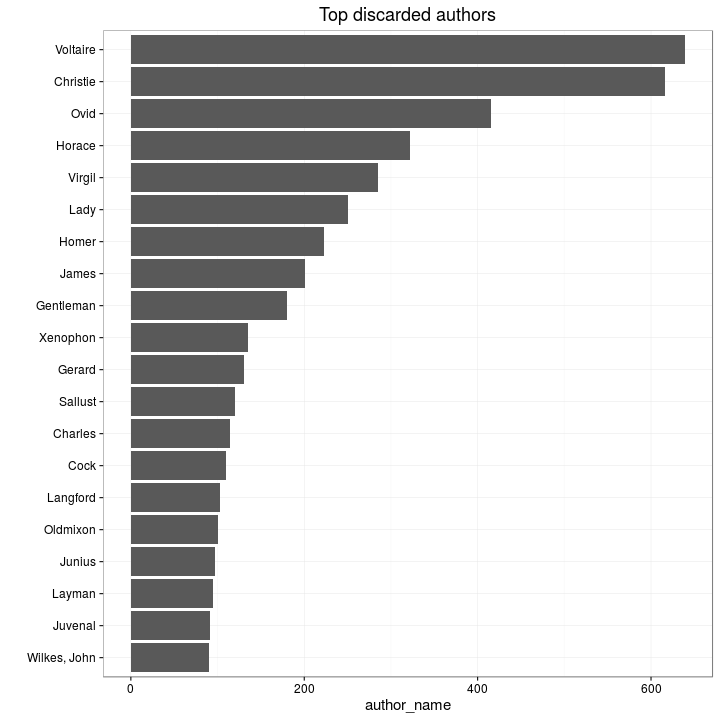 Top discarded authors
Voltaire
Christie
Ovid
Horace
Virgil
Lady
Homer
James
Gentleman
Xenophon
Gerard
Sallust
Charles
Cock
Langford
Oldmixon
Junius
Layman
Juvenal
Wilkes, John
0 200 400 600
author_name